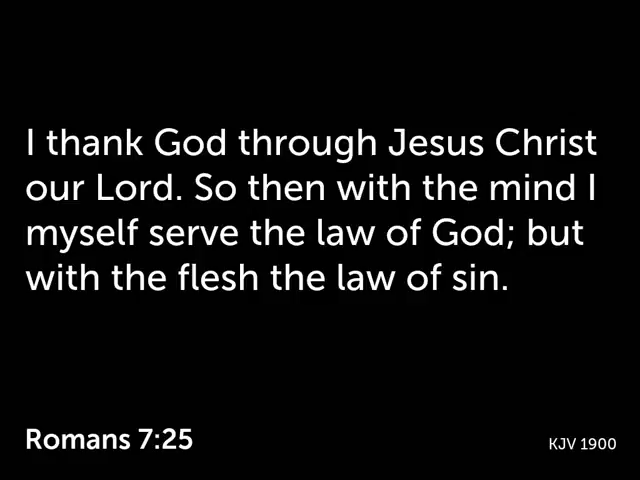 I thank God through Jesus Christ
our Lord. So then with the mind I
myself serve the law of God; but
with the flesh the law of sin.
Romans 7:25
KJV 1900